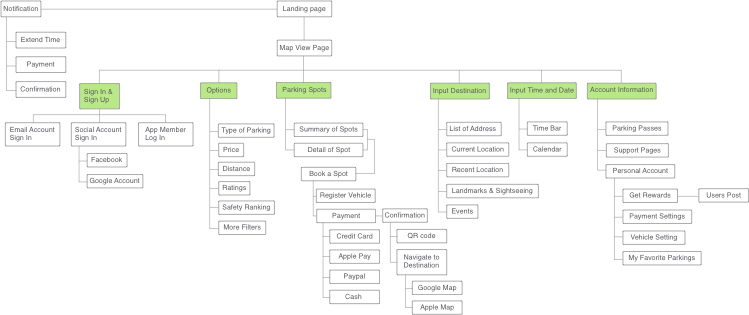 Notification
Landing page
Extend Time
Payment
Confirmation
Map View Page
Sign In &
Sign Up
Options
Parking Spots
Input Destination
Input Time and Date
Account Information
Email Account
Sign In
Social Account
Sign In
App Member
Log In
Facebook
Google Account
Type of Parking
Price
Distance
Ratings
Safety Ranking
More Filters
Summary of Spots
Detail of Spot
Book a Spot
Register Vehicle
Payment
Confirmation
Credit Card
Apple Pay
Paypal
Cash
QR code
Navigate to
Destination
Google Map
Apple Map
List of Address
Current Location
Recent Location
Landmarks & Sightseeing
Events
Time Bar
Calendar
Parking Passes
Support Pages
Personal Account
Get Rewards
Users Post
Payment Settings
Vehicle Setting
My Favorite Parkings